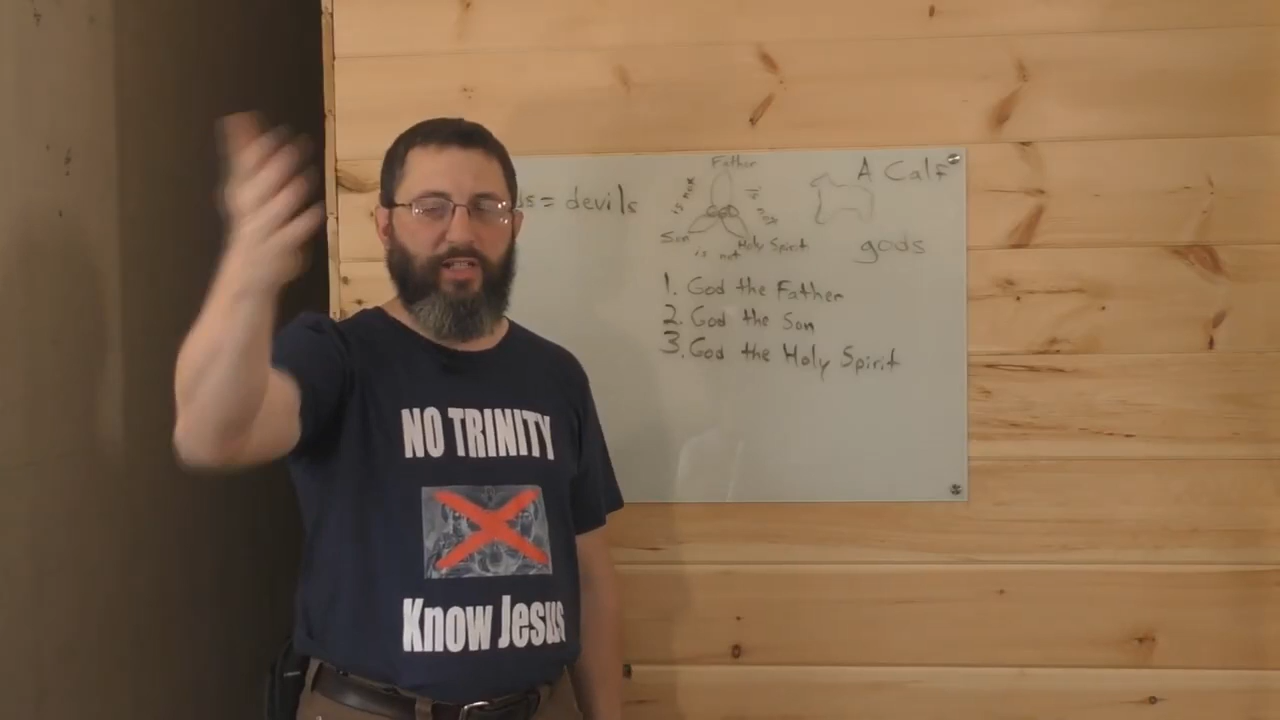 = devils
Father
is not
is not
God
Son
Holy Spirit
is not
A Calf
gods
1. God the Father
2. God the Son
3. God the Holy Spirit
NO TRINITY
Know Jesus